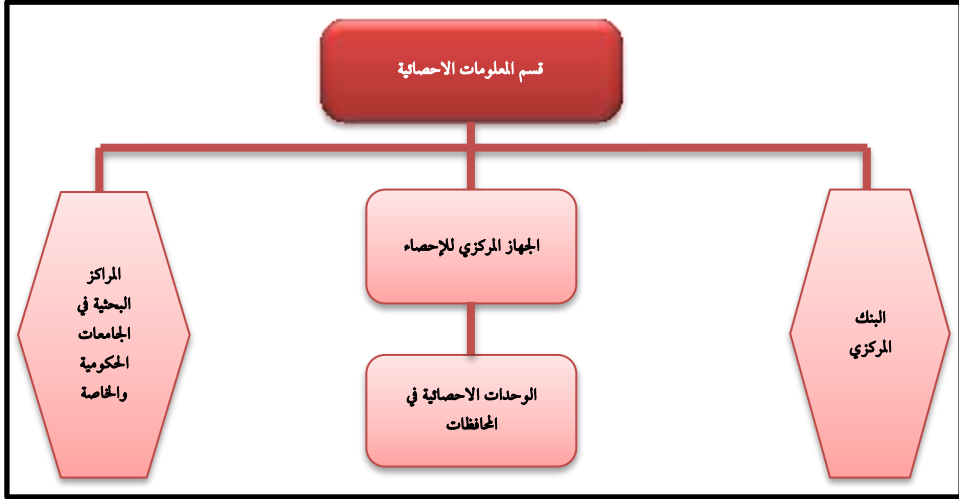 قسم المعلومات الاحصائية
البنك
المركزي
الجهاز المركزي للإحصاء
الوحدات الاحصائية في
المحافظات
المراكز
البحثية في
الجامعات
الحكومية
والخاصة